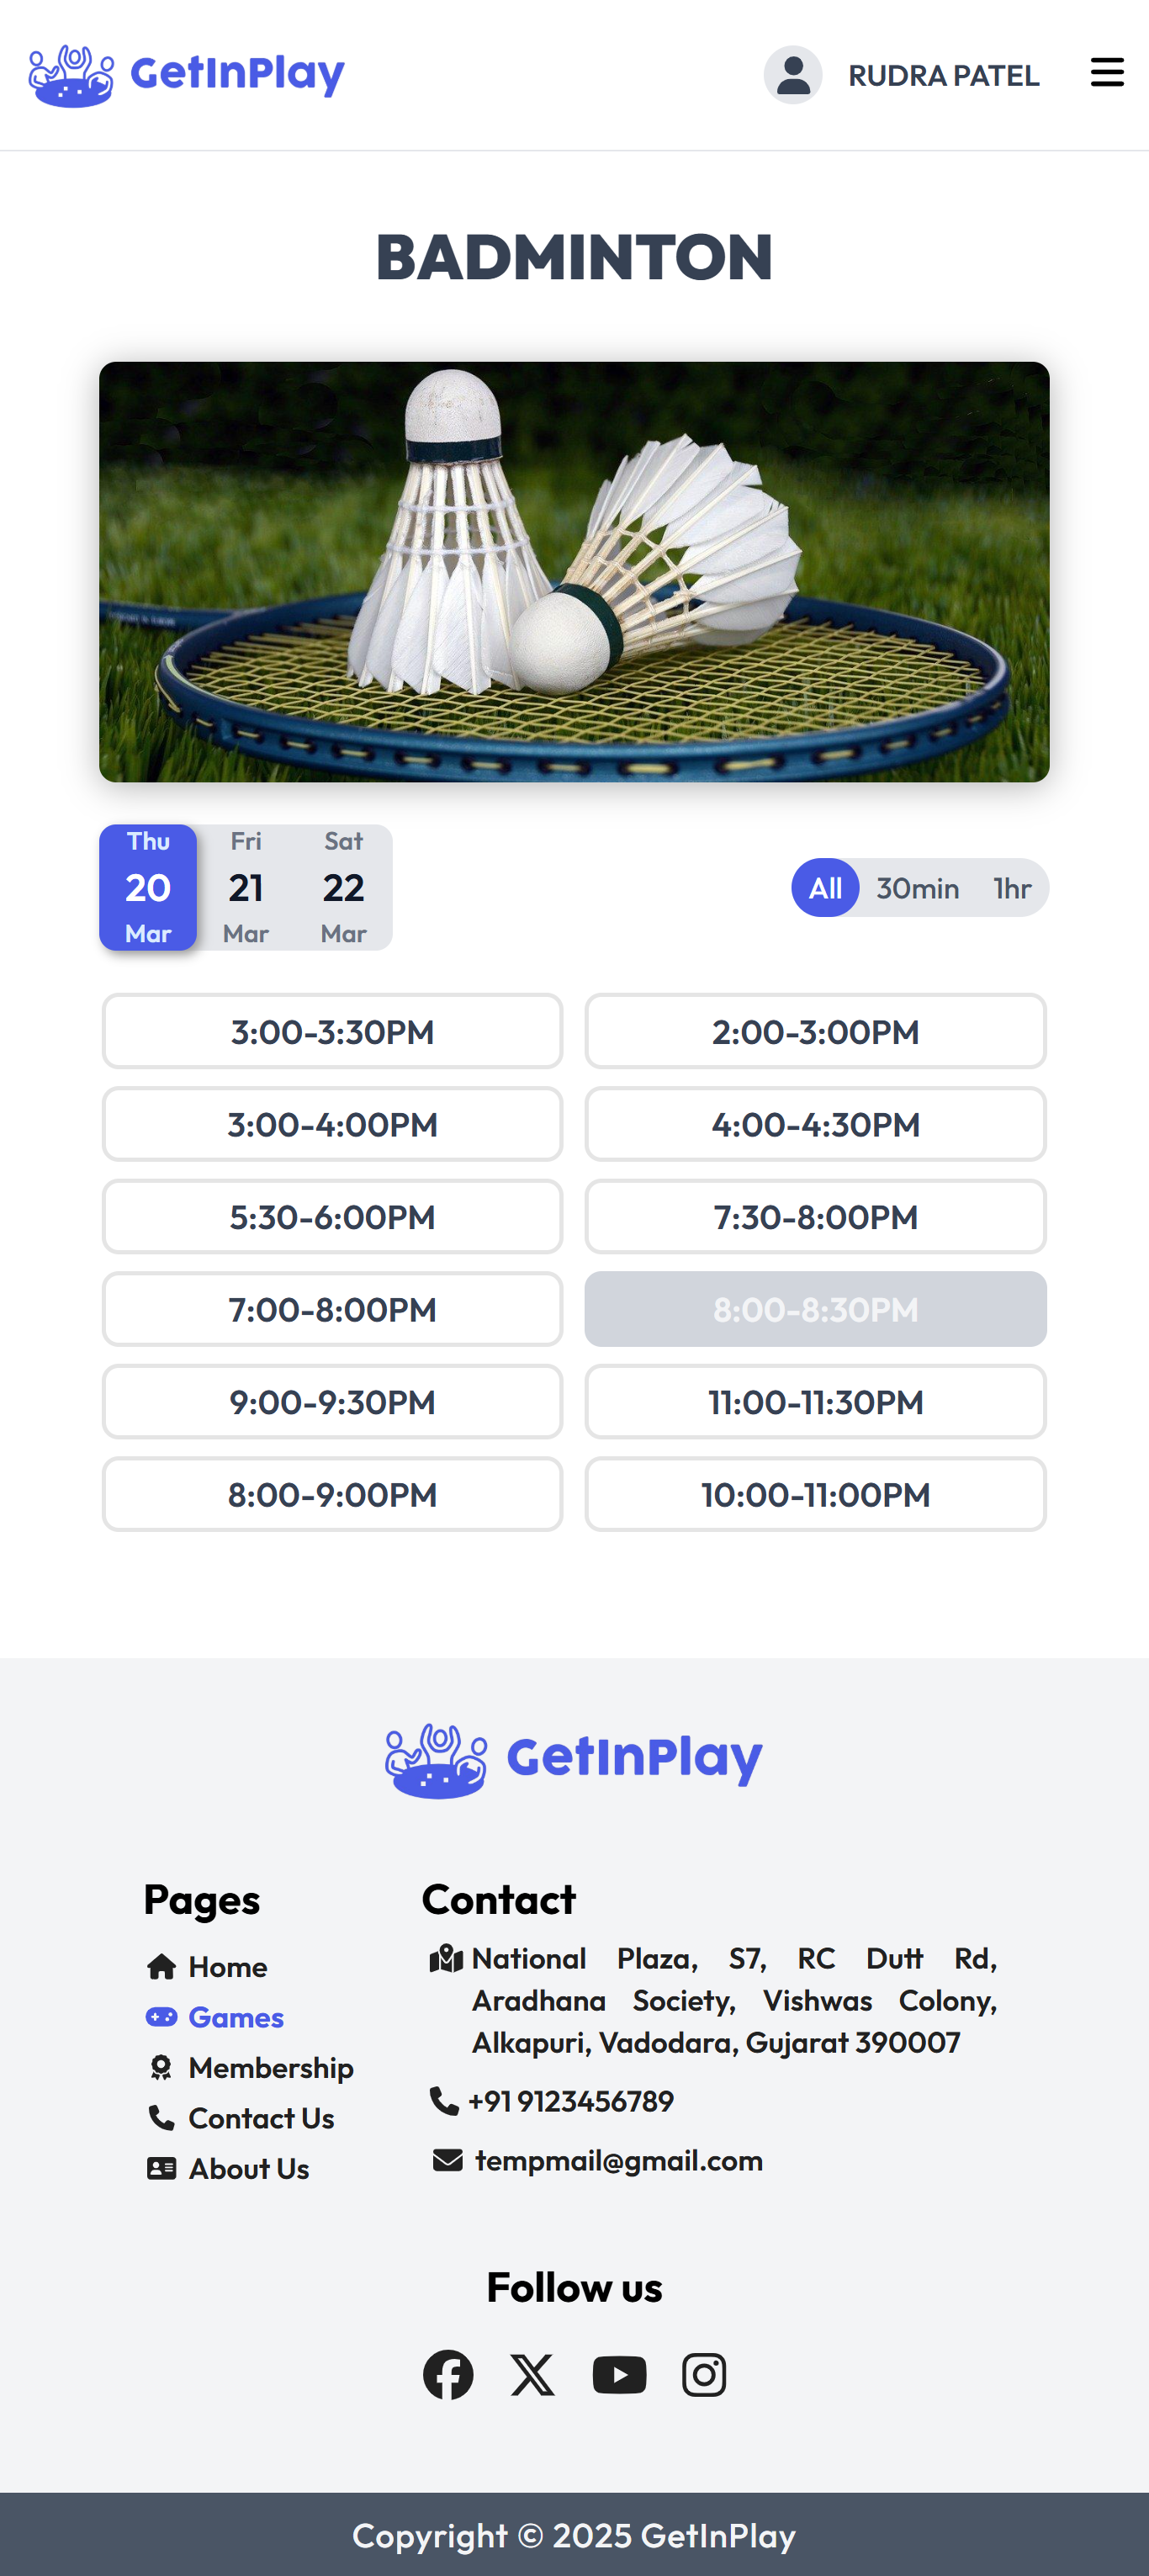 GetInPlay
RUDRA PATEL
BADMINTON
Thu Fri Sat
20 21 22
Mar Mar Mar
All 30min 1hr
3:00-3:30PM 2:00-3:00PM
3:00-4:00PM 4:00-4:30PM
5:30-6:00PM 7:30-8:00PM
7:00-8:00PM 8:00-8:30PM
9:00-9:30PM 11:00-11:30PM
8:00-9:00PM 10:00-11:00PM
GetInPlay
Pages
Home
Games
Membership
Contact Us
About Us
Contact
National Plaza, S7, RC Dutt Rd,
Aradhana Society, Vishwas Colony,
Alkapuri, Vadodara, Gujarat 390007
+91 9123456789
tempmail@gmail.com
Follow us
Copyright © 2025 GetInPlay